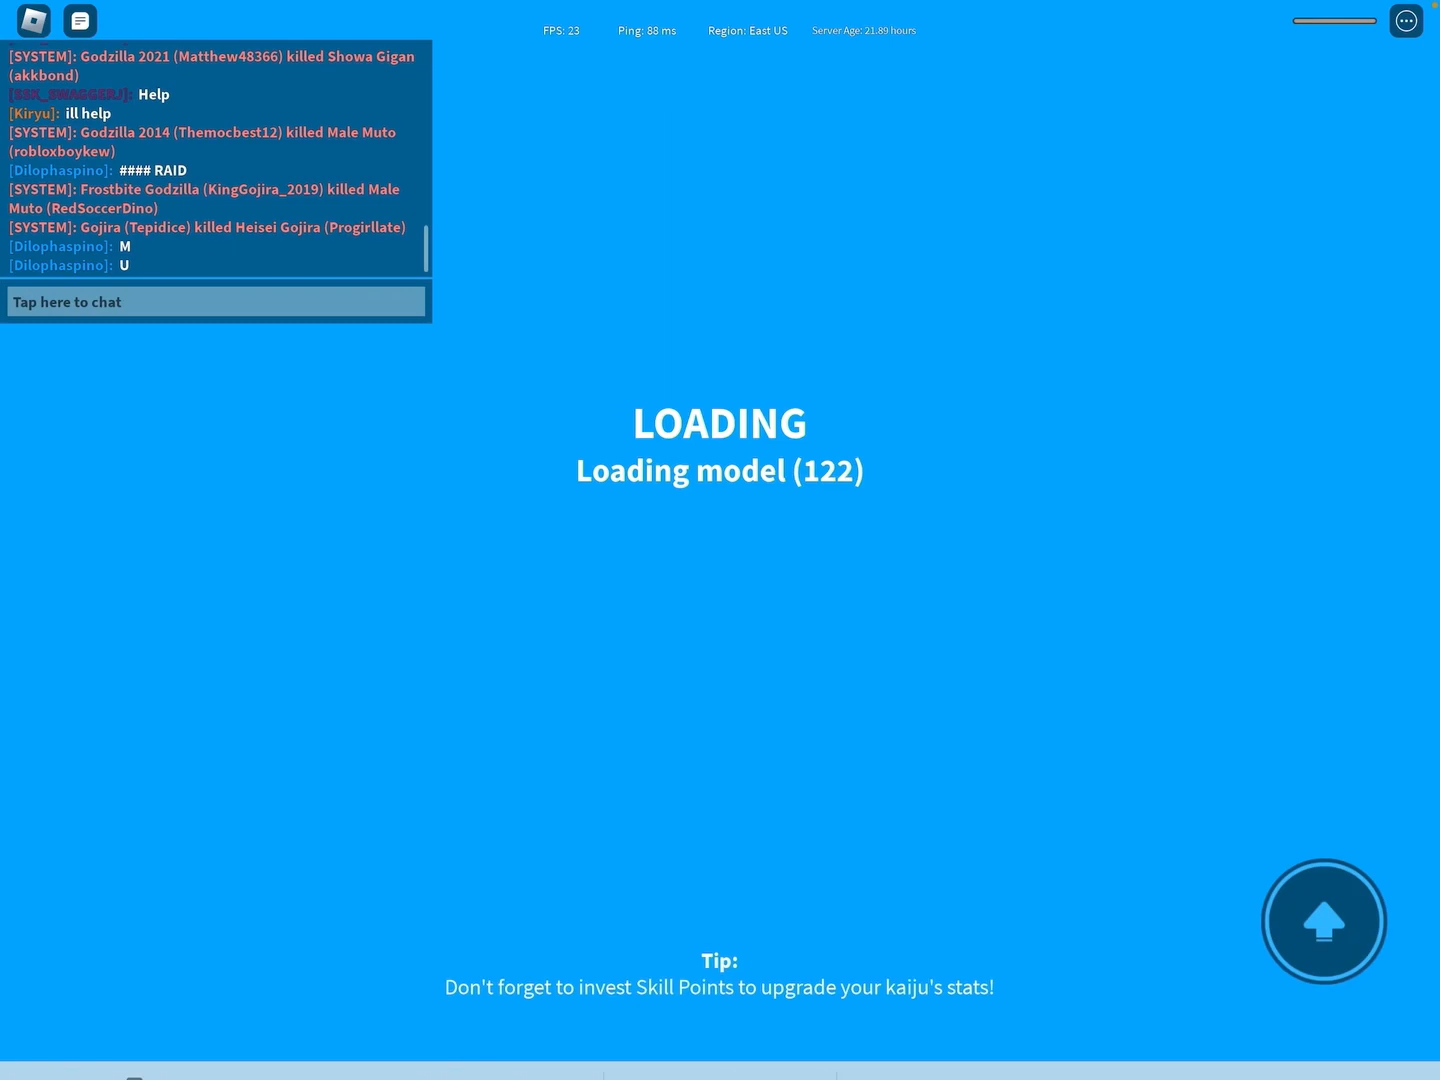 FPS: 23 Ping: 88 ms Region: East US Server Age: 21.89 hours
[SYSTEM]: Godzilla 2021 (Matthew48366) killed Showa Gigan
(akkbond)
Help
[Kiryu]: ill help
[SYSTEM]: Godzilla 2014 (Themocbest12) killed Male Muto
(robloxboykew)
[Dilophaspino]: #### RAID
[SYSTEM]: Frostbite Godzilla (KingGojira_2019) killed Male
Muto (RedSoccerDino)
[SYSTEM]: Gojira (Tepidice) killed Heisei Gojira (Progirllate)
[Dilophaspino]: M
[Dilophaspino]: U
Tap here to chat
LOADING
Loading model (122)
Tip:
Don't forget to invest Skill Points to upgrade your kaiju's stats!